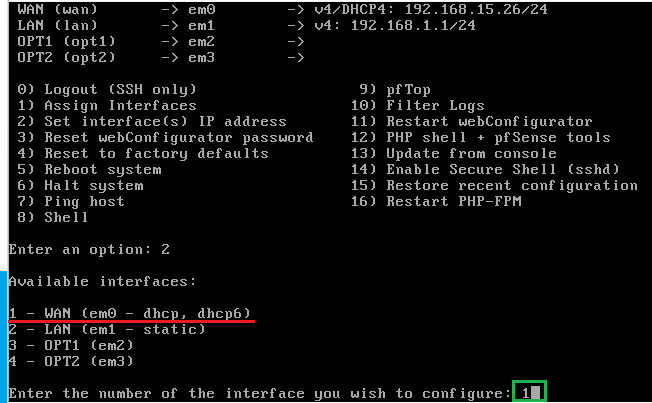 WAN (wan) -> em0 -> v4/DHCP4: 192.168.15.26/24
LAN (lan) -> em1 -> v4: 192.168.1.1/24
OPT1 (opt1) -> em2 ->
OPT2 (opt2) -> em3 ->
0) Logout (SSH only) 9) pfTop
1) Assign Interfaces 10) Filter Logs
2) Set interface(s) IP address 11) Restart webConfigurator
3) Reset webConfigurator password 12) PHP shell + pfSense tools
4) Reset to factory defaults 13) Update from console
5) Reboot system 14) Enable Secure Shell (sshd)
6) Halt system 15) Restore recent configuration
7) Ping host 16) Restart PHP-FPM
8) Shell
Enter an option: 2
Available interfaces:
1 - WAN (em0 - dhcp, dhcp6)
2 - LAN (em1 - static)
3 - OPT1 (em2)
4 - OPT2 (em3)
Enter the number of the interface you wish to configure: 1